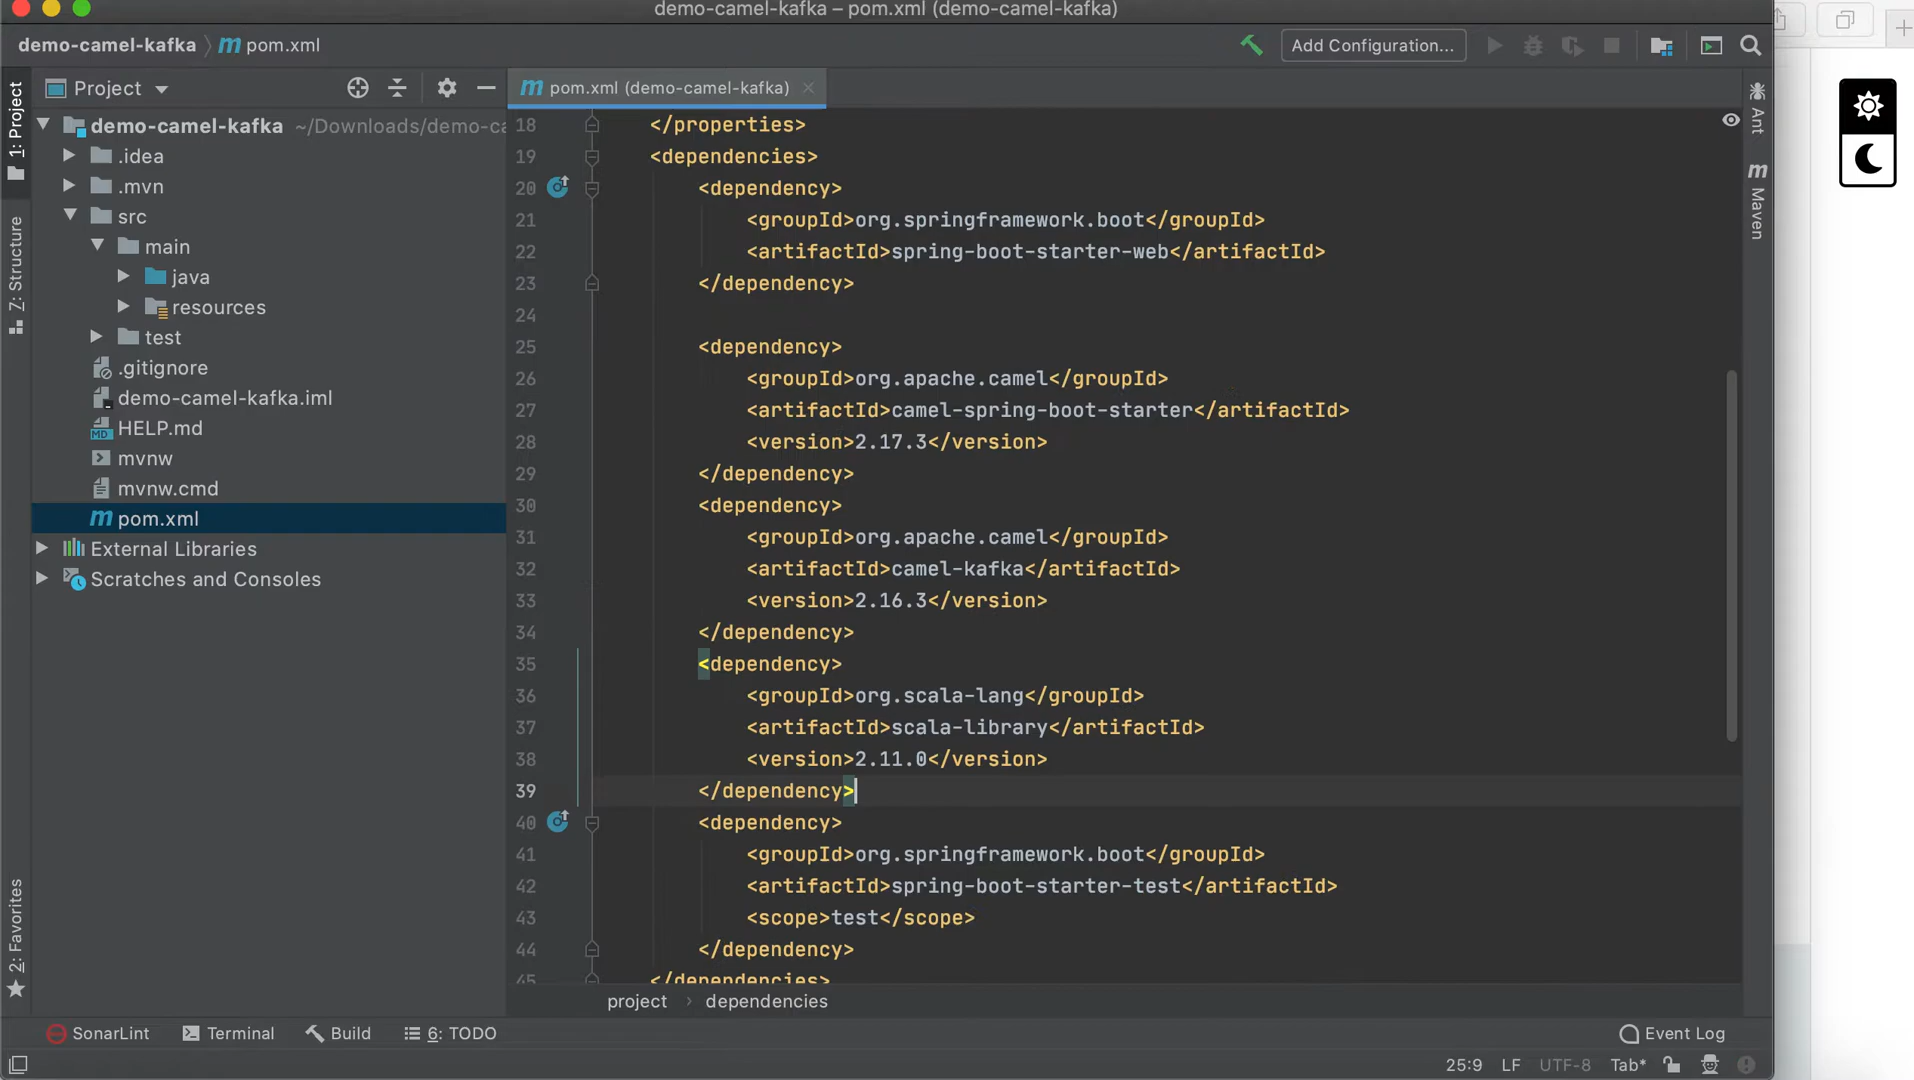 demo-camel-kafka – pom.xml (demo-camel-kafka)
demo-camel-kafka
pom.xml
Add Configuration...
1: Project
Project
pom.xml (demo-camel-kafka)
demo-camel-kafka ~/Downloads/demo-ca
.idea
.mvn
src
main
java
resources
test
.gitignore
demo-camel-kafka.iml
HELP.md
mvnw
mvnw.cmd
pom.xml
External Libraries
Scratches and Consoles
Z: Structure
2: Favorites
18 </properties>
19 <dependencies>
20 <dependency>
21 <groupId>org.springframework.boot</groupId>
22 <artifactId>spring-boot-starter-web</artifactId>
23 </dependency>
24
25 <dependency>
26 <groupId>org.apache.camel</groupId>
27 <artifactId>camel-spring-boot-starter</artifactId>
28 <version>2.17.3</version>
29 </dependency>
30 <dependency>
31 <groupId>org.apache.camel</groupId>
32 <artifactId>camel-kafka</artifactId>
33 <version>2.16.3</version>
34 </dependency>
35 <dependency>
36 <groupId>org.scala-lang</groupId>
37 <artifactId>scala-library</artifactId>
38 <version>2.11.0</version>
39 </dependency>
40 <dependency>
41 <groupId>org.springframework.boot</groupId>
42 <artifactId>spring-boot-starter-test</artifactId>
43 <scope>test</scope>
44 </dependency>
45 </dependencies>
Ant
m
Maven
project › dependencies
SonarLint
Terminal
Build
6: TODO
Event Log
25:9 LF UTF-8 Tab*